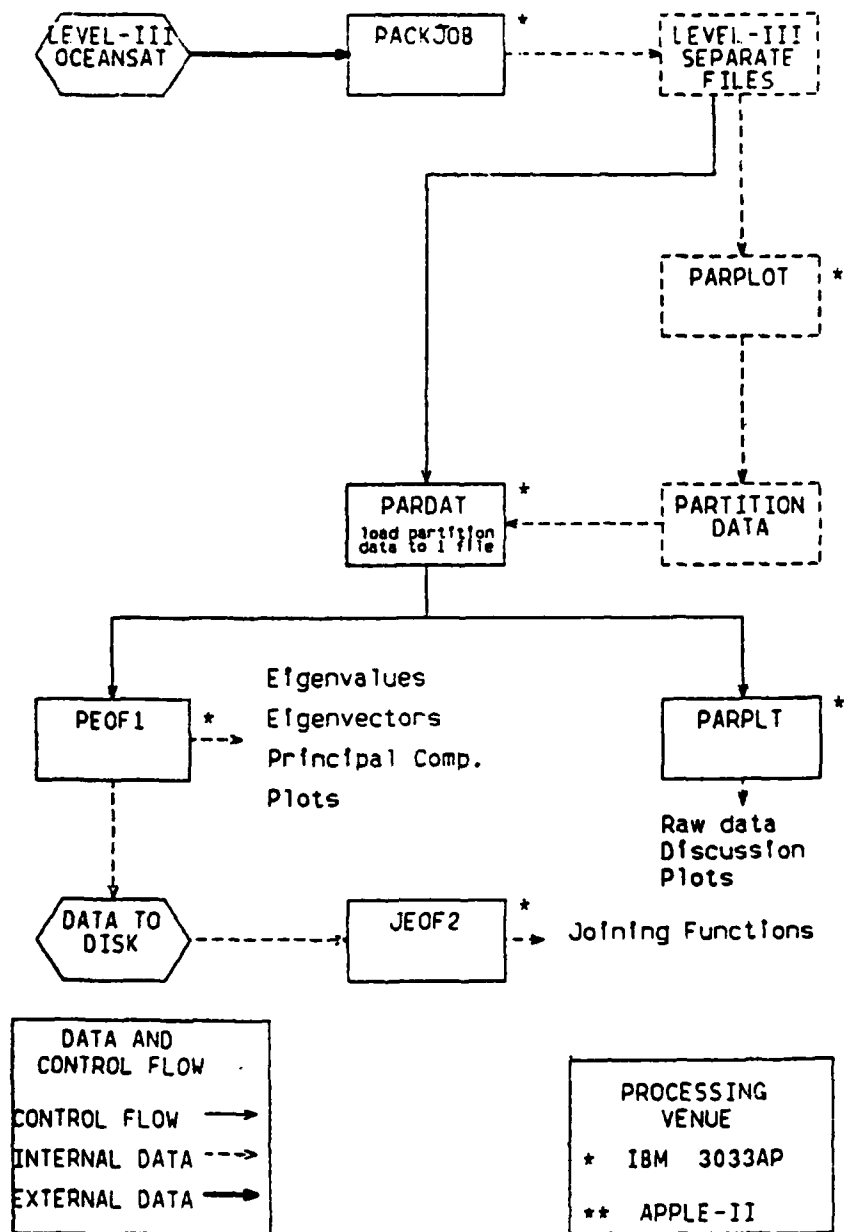 LEVEL-III
OCEANSAT
PACKJOB
*
LEVEL-III
SEPARATE
FILES
PARPLOT
*
PARDAT
load partition
data to 1 file
*
PARTITION
DATA
PEOF1
*
Eigenvalues
Eigenvectors
Principal Comp.
Plots
PARPLT
*
Raw data
Discussion
Plots
DATA TO
DISK
JEOF2
*
Joining Functions
DATA AND
CONTROL FLOW
CONTROL FLOW
INTERNAL DATA
EXTERNAL DATA
PROCESSING
VENUE
* IBM 3033AP
** APPLE-II